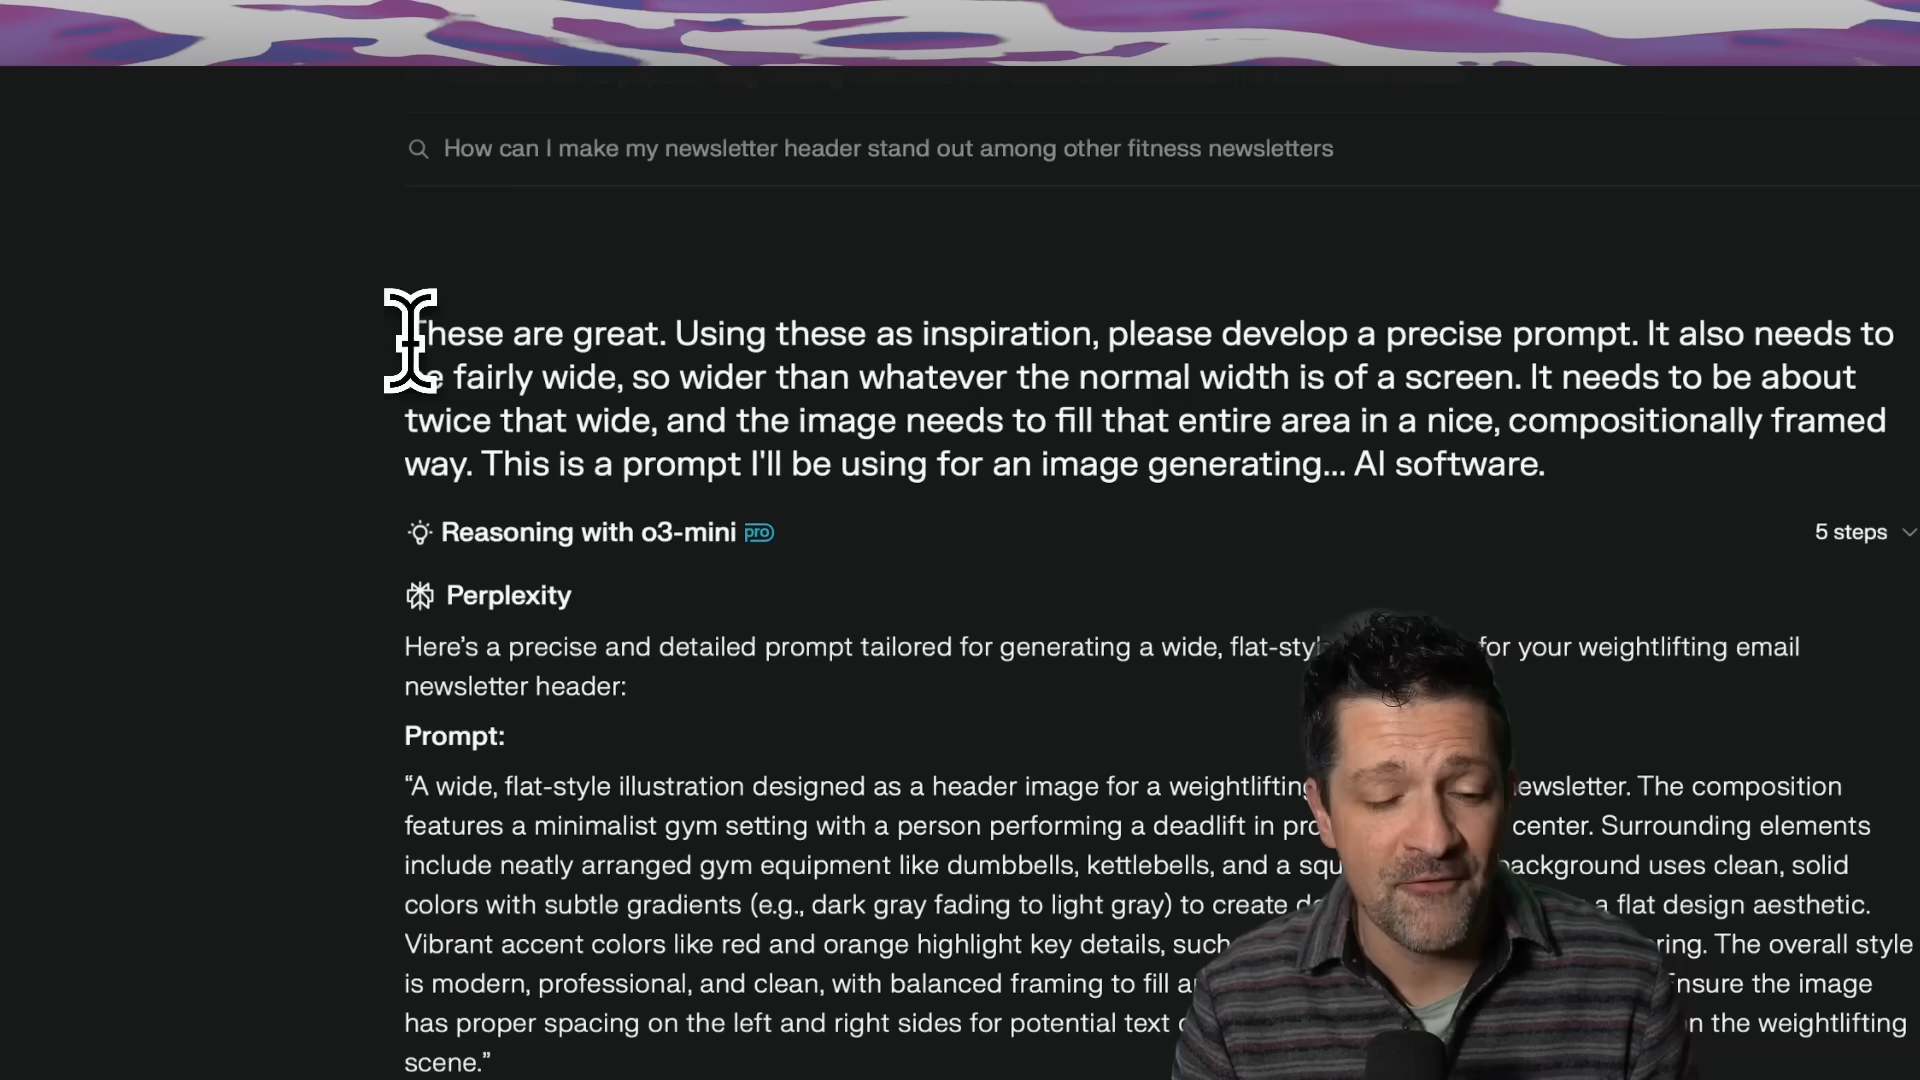 How can I make my newsletter header stand out among other fitness newsletters
These are great. Using these as inspiration, please develop a precise prompt. It also needs to
fairly wide, so wider than whatever the normal width is of a screen. It needs to be about
twice that wide, and the image needs to fill that entire area in a nice, compositionally framed
way. This is a prompt I'll be using for an image generating... AI software.
Reasoning with o3-mini pro
5 steps
Perplexity
Here's a precise and detailed prompt tailored for generating a wide, for your weightlifting email
newsletter header:
Prompt:
“A wide, flat-style illustration designed as a header image for a weightlifting The composition
features a minimalist gym setting with a person performing a deadlift in center. Surrounding elements
include neatly arranged gym equipment like dumbbells, kettlebells, and a uses clean, solid
colors with subtle gradients (e.g., dark gray fading to light gray) to create a flat design aesthetic.
Vibrant accent colors like red and orange highlight key details, such The overall style
is modern, professional, and clean, with balanced framing to fill Ensure the image
has proper spacing on the left and right sides for potential text the weightlifting
scene.”